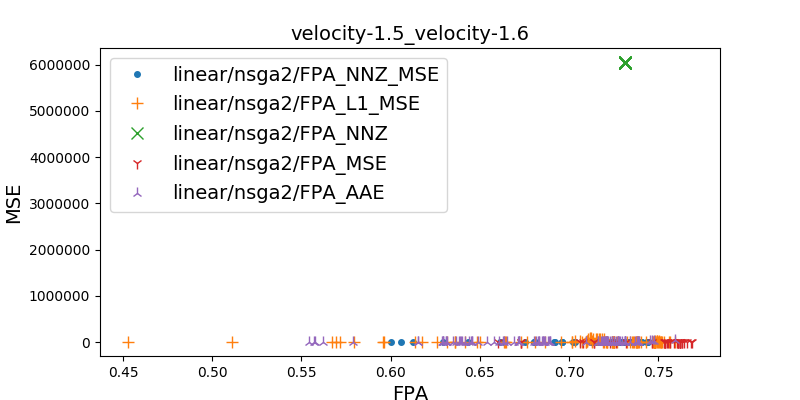 velocity-1.5_velocity-1.6
linear/nsga2/FPA_NNZ_MSE
linear/nsga2/FPA_L1_MSE
linear/nsga2/FPA_NNZ
linear/nsga2/FPA_MSE
linear/nsga2/FPA_AAE
MSE
6000000
5000000
4000000
3000000
2000000
1000000
0
0.45 0.50 0.55 0.60 0.65 0.70 0.75
FPA